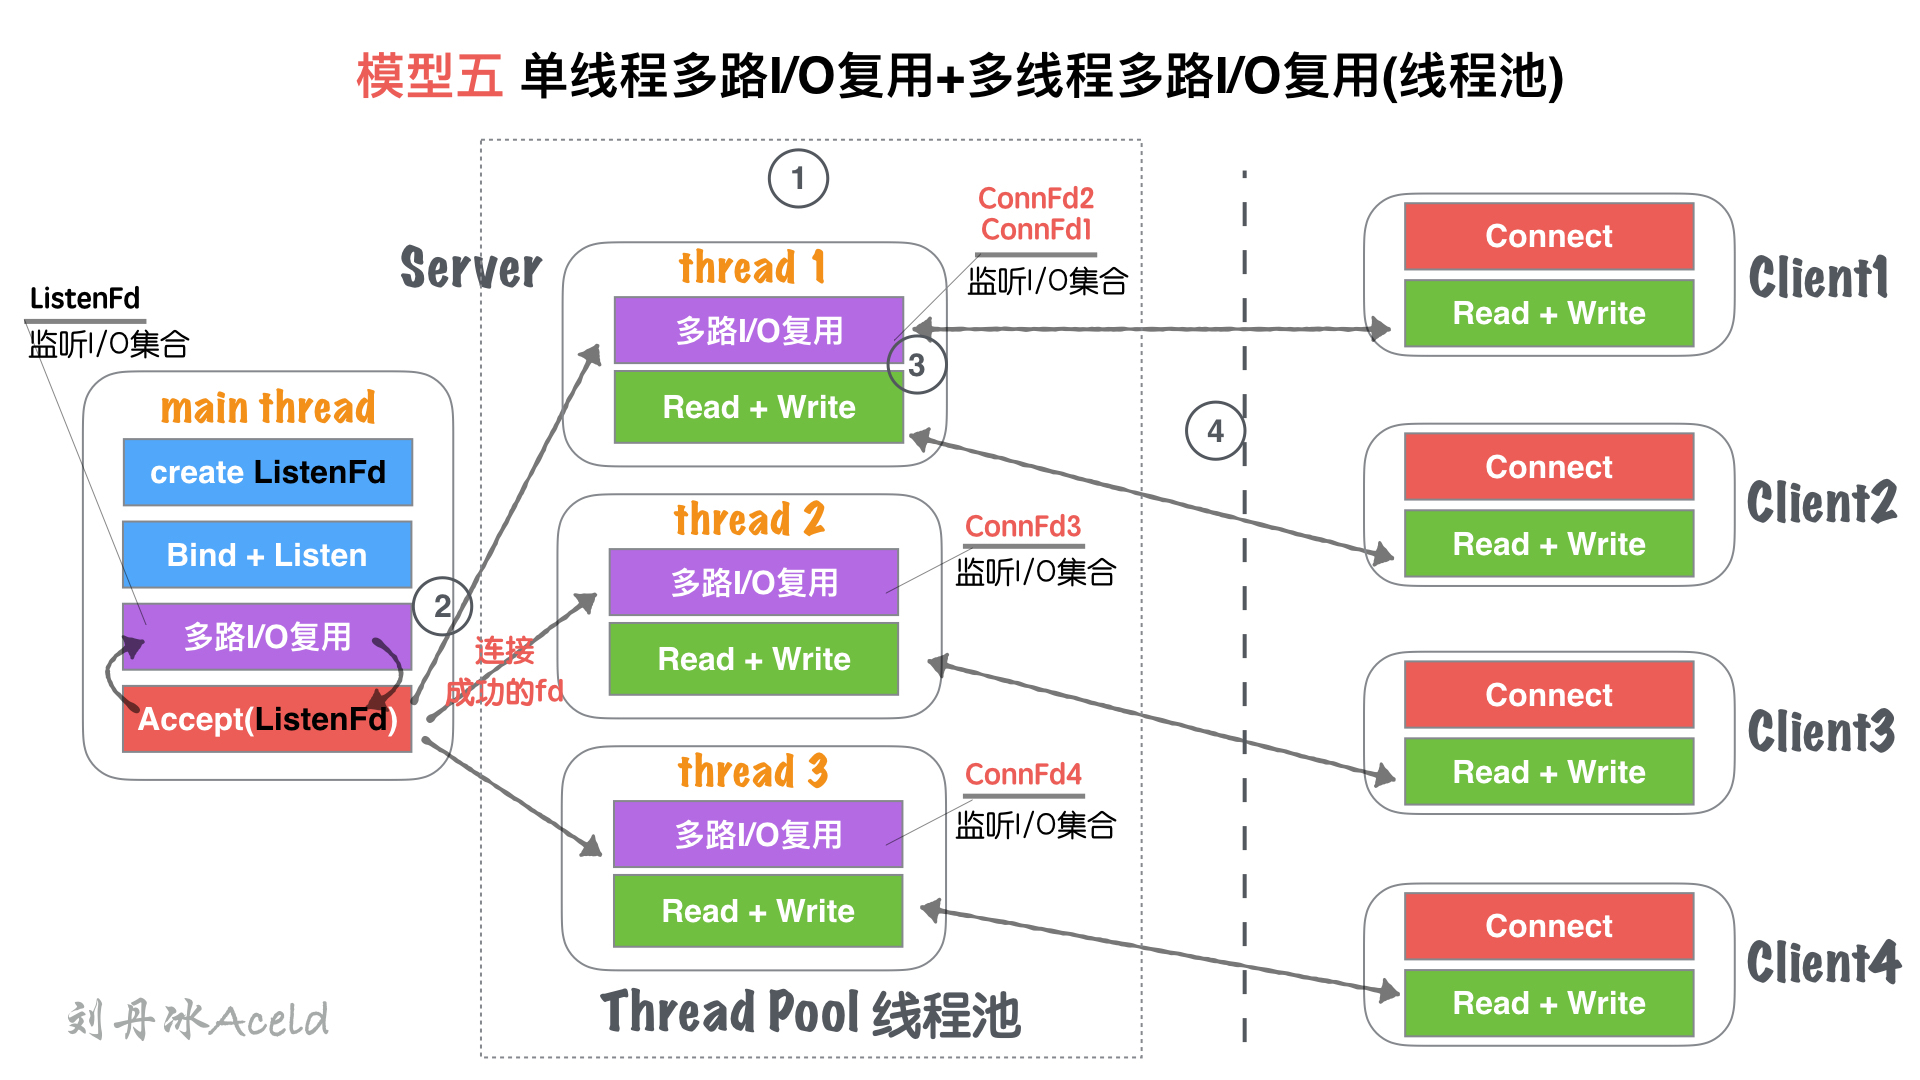 模型五 单线程多路I/O复用+多线程多路I/O复用(线程池)
Server
ListenFd
监听I/O集合
main thread
create ListenFd
Bind + Listen
多路I/O复用
Accept(ListenFd)
2
连接
成功的fd
1
thread 1
多路I/O复用
Read + Write
3
ConnFd2
ConnFd1
监听I/O集合
thread 2
多路I/O复用
Read + Write
ConnFd3
监听I/O集合
thread 3
多路I/O复用
Read + Write
ConnFd4
监听I/O集合
Thread Pool 线程池
4
Connect
Read + Write
Client1
Connect
Read + Write
Client2
Connect
Read + Write
Client3
Connect
Read + Write
Client4
刘丹冰Aceld